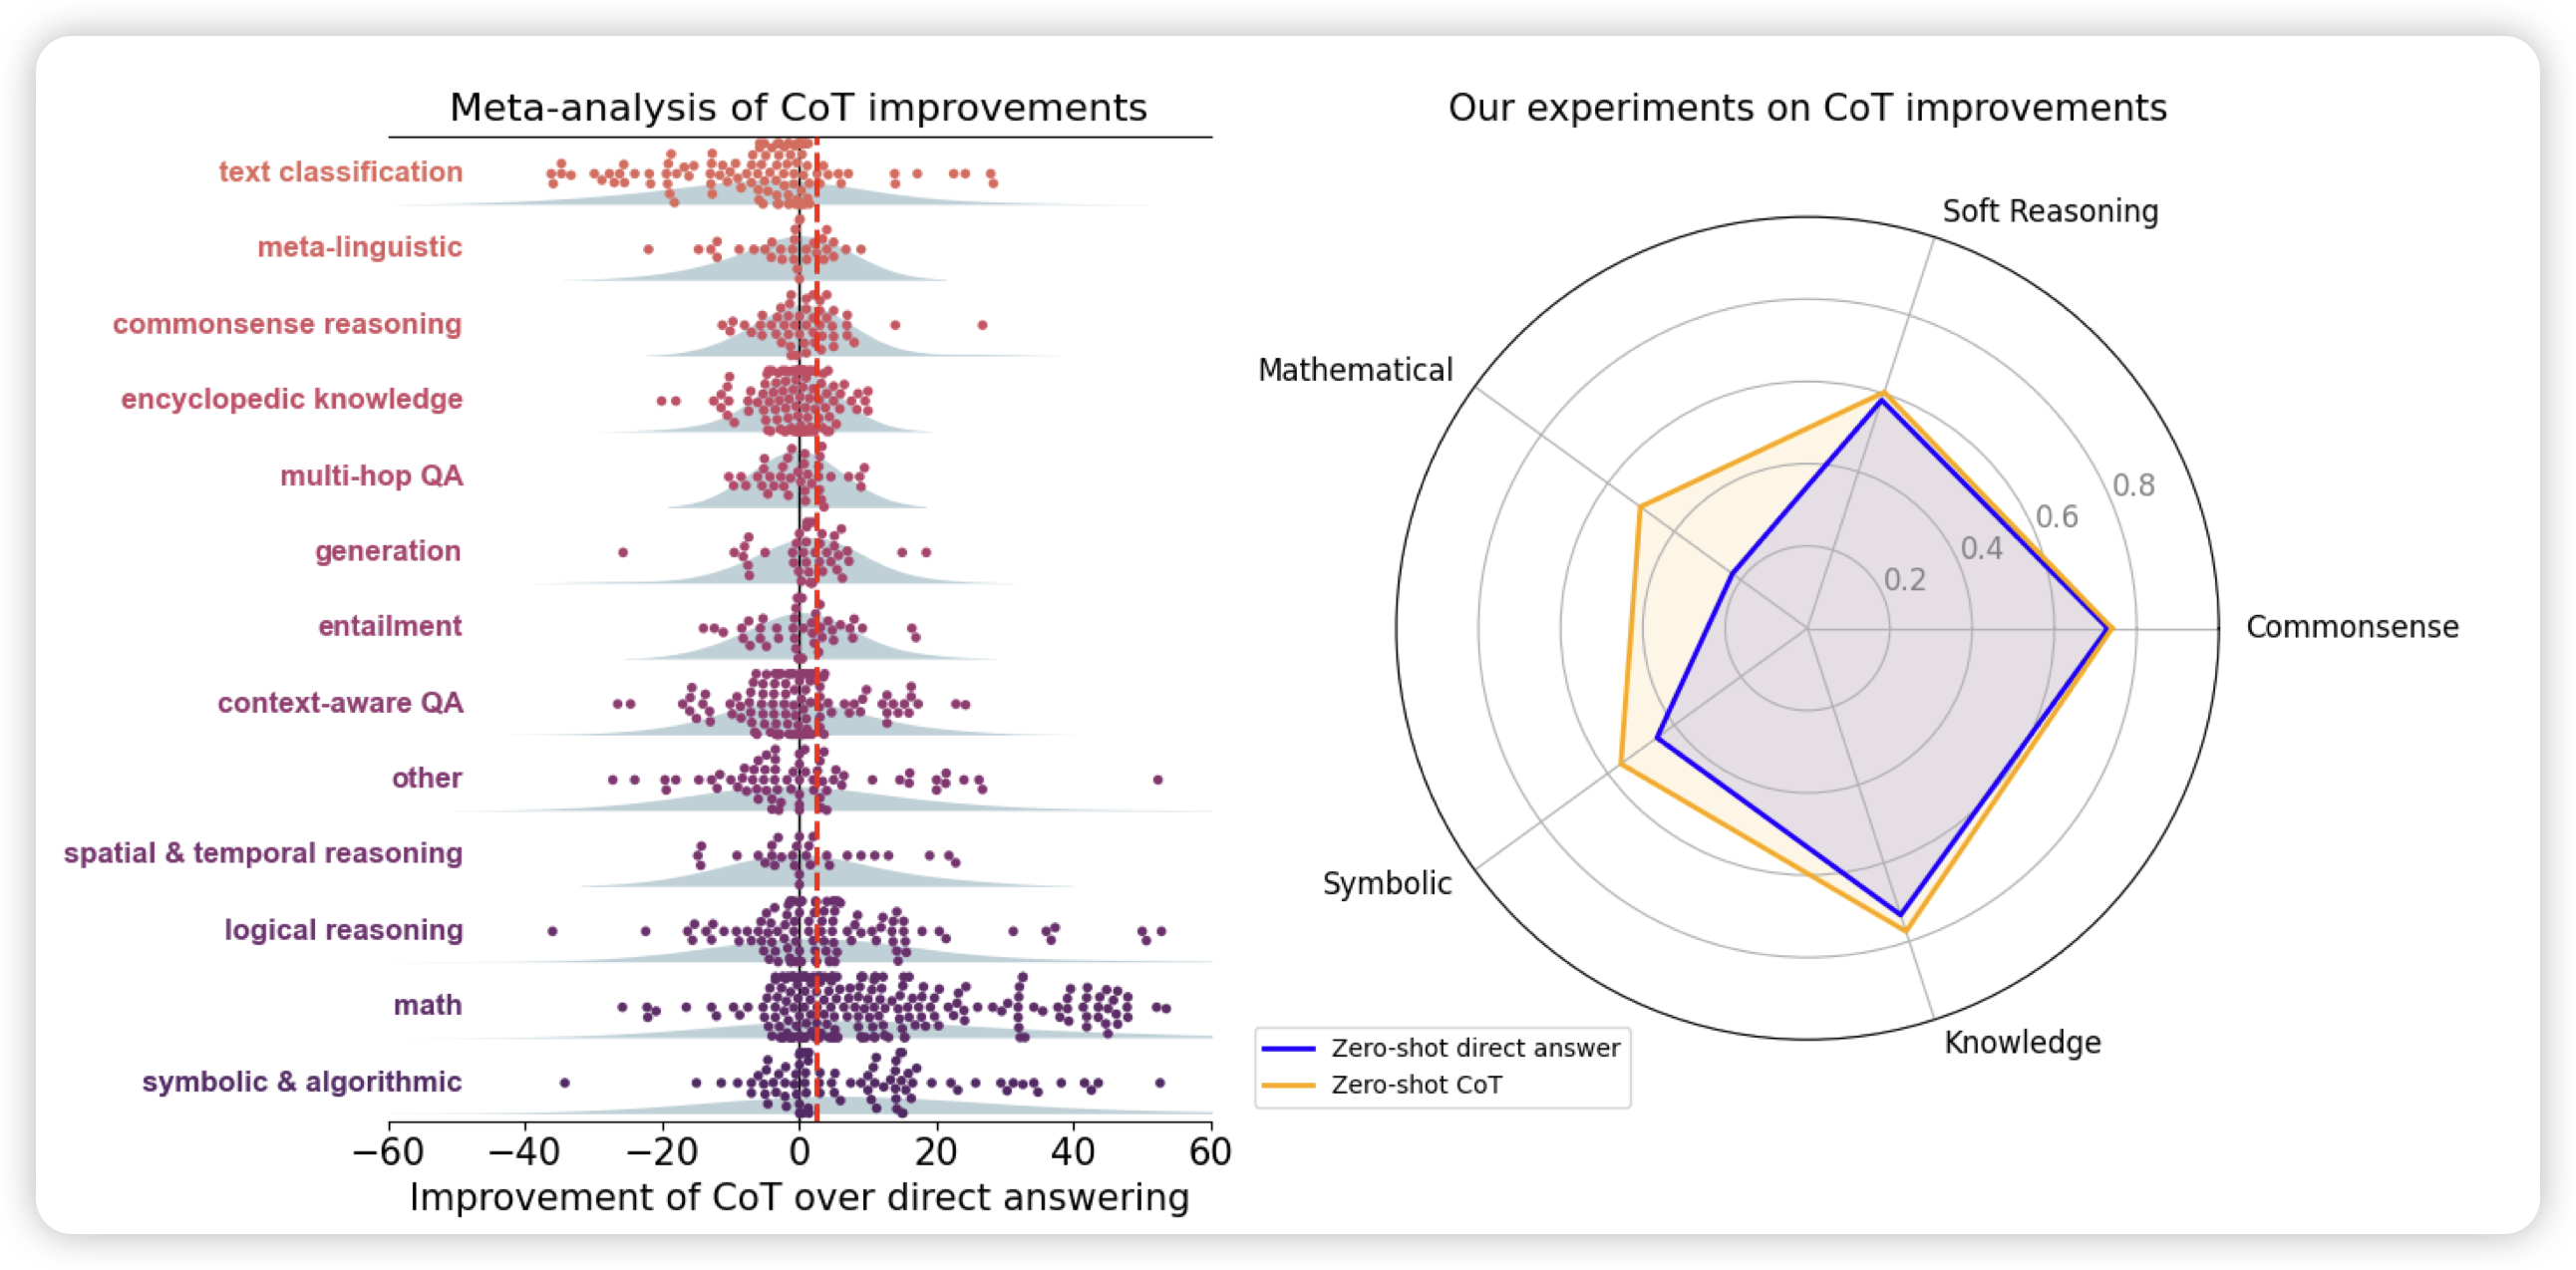 Meta-analysis of CoT improvements
text classification
meta-linguistic
commonsense reasoning
encyclopedic knowledge
multi-hop QA
generation
entailment
context-aware QA
other
spatial & temporal reasoning
logical reasoning
math
symbolic & algorithmic
−60 −40 −20 0 20 40 60
Improvement of CoT over direct answering
Our experiments on CoT improvements
Soft Reasoning
Mathematical
0.8
0.6
0.4
0.2
Commonsense
Symbolic
Knowledge
Zero-shot direct answer
Zero-shot CoT